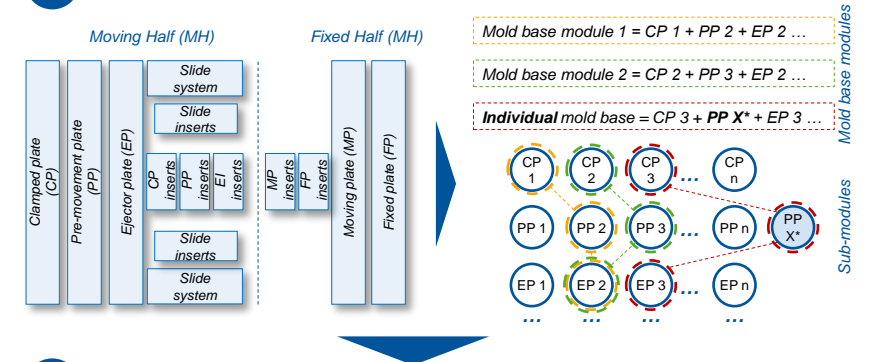 Moving Half (MH)
Fixed Half (MH)
Clamped plate
(CP)
Pre-movement plate
(PP)
Ejector plate (EP)
Slide
system
Slide
inserts
CP
inserts
PP
inserts
EI
inserts
Slide
inserts
Slide
system
MP
inserts
FP
inserts
Moving plate (MP)
Fixed plate (FP)
Mold base module 1 = CP 1 + PP 2 + EP 2 …
Mold base module 2 = CP 2 + PP 3 + EP 2 …
Individual mold base = CP 3 + PP X* + EP 3 …
Mold base modules
CP
1
CP
2
CP
3
...
CP
n
PP 1
PP 2
PP 3
...
PP n
PP
X*
EP 1
EP 2
EP 3
...
EP n
...
...
...
...
Sub-modules